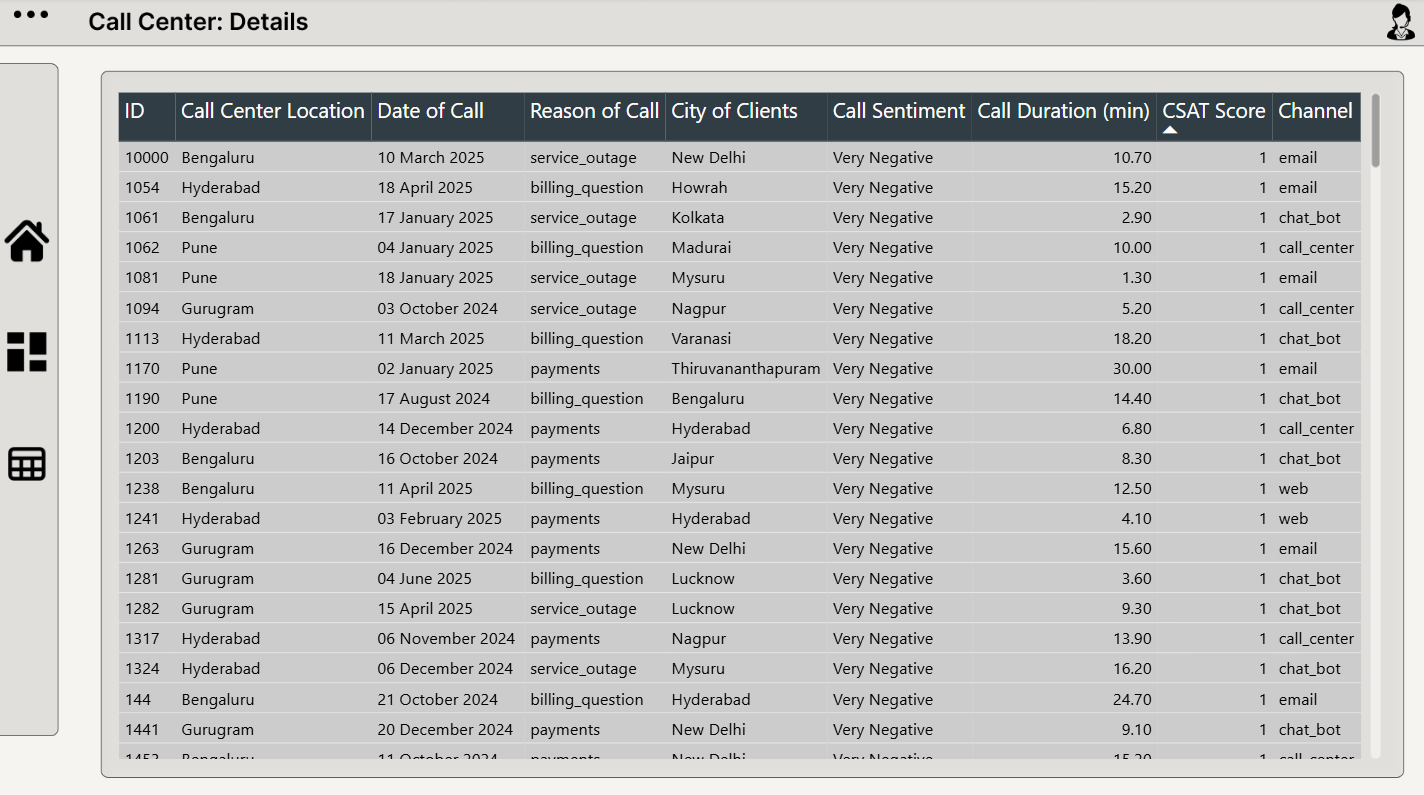 Call Center: Details
ID Call Center Location Date of Call Reason of Call City of Clients Call Sentiment Call Duration (min) CSAT Score Channel
10000 Bengaluru 10 March 2025 service_outage New Delhi Very Negative 10.70 1 email
1054 Hyderabad 18 April 2025 billing_question Howrah Very Negative 15.20 1 email
1061 Bengaluru 17 January 2025 service_outage Kolkata Very Negative 2.90 1 chat_bot
1062 Pune 04 January 2025 billing_question Madurai Very Negative 10.00 1 call_center
1081 Pune 18 January 2025 service_outage Mysuru Very Negative 1.30 1 email
1094 Gurugram 03 October 2024 service_outage Nagpur Very Negative 5.20 1 call_center
1113 Hyderabad 11 March 2025 billing_question Varanasi Very Negative 18.20 1 chat_bot
1170 Pune 02 January 2025 payments Thiruvananthapuram Very Negative 30.00 1 email
1190 Pune 17 August 2024 billing_question Bengaluru Very Negative 14.40 1 chat_bot
1200 Hyderabad 14 December 2024 payments Hyderabad Very Negative 6.80 1 call_center
1203 Bengaluru 16 October 2024 payments Jaipur Very Negative 8.30 1 chat_bot
1238 Bengaluru 11 April 2025 billing_question Mysuru Very Negative 12.50 1 web
1241 Hyderabad 03 February 2025 payments Hyderabad Very Negative 4.10 1 web
1263 Gurugram 16 December 2024 payments New Delhi Very Negative 15.60 1 email
1281 Gurugram 04 June 2025 billing_question Lucknow Very Negative 3.60 1 chat_bot
1282 Gurugram 15 April 2025 service_outage Lucknow Very Negative 9.30 1 chat_bot
1317 Hyderabad 06 November 2024 payments Nagpur Very Negative 13.90 1 call_center
1324 Hyderabad 06 December 2024 service_outage Mysuru Very Negative 16.20 1 chat_bot
144 Bengaluru 21 October 2024 billing_question Hyderabad Very Negative 24.70 1 email
1441 Gurugram 20 December 2024 payments New Delhi Very Negative 9.10 1 chat_bot
Bengaluru 11 October 2024 payments New Delhi Very Negative 1 call_center